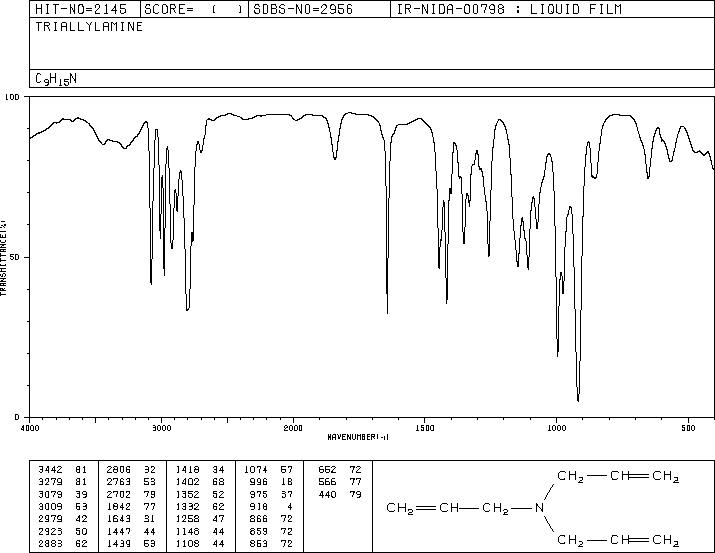 HIT-NO=2145 SCORE= ( ) SDBS-NO=2956 IR-NIDA-00798 : LIQUID FILM
TRIALLYLAMINE
C9H15N
100
50
0
TRANSMITTANCE(%)
4000 3000 2000 1500 1000 500
WAVENUMBER(-1)
3442 81 2806 32 1418 34 1074 57 652 72
3279 81 2763 53 1402 68 996 18 566 77
3079 39 2702 79 1352 52 975 37 440 79
3009 53 1842 77 1332 62 918 4
2979 42 1643 31 1258 47 866 72
2923 50 1447 44 1148 44 859 72
2883 62 1439 59 1108 44 853 72
CH2 CH CH2
CH2 CH CH2 N
CH2 CH CH2